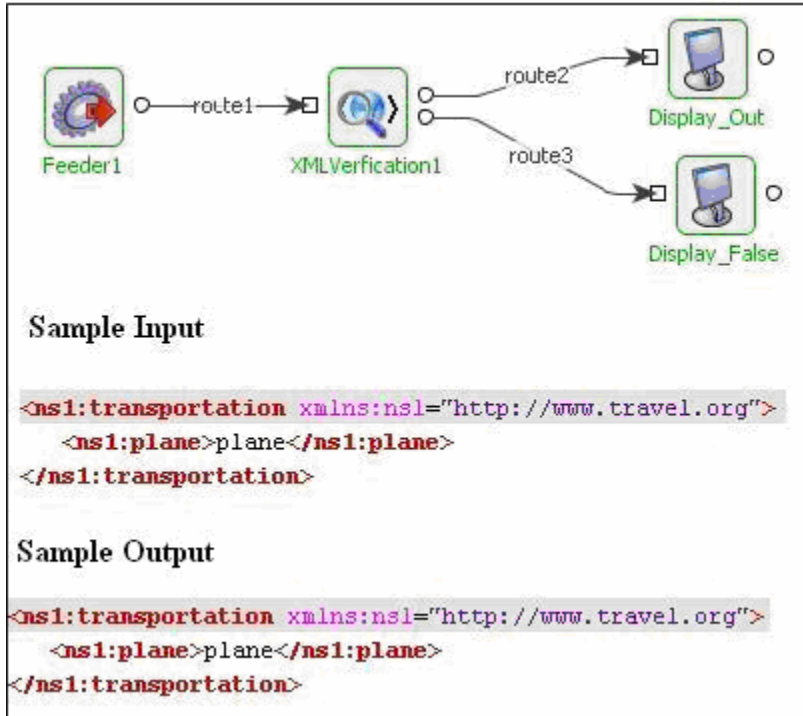 route2
route1
Display_Out
Feeder1
XMLVerfication1
route3
Display_False
Sample Input
<ns1:transportation xmlns:ns1="http://www.travel.org">
<ns1:plane>plane</ns1:plane>
</ns1:transportation>
Sample Output
<ns1:transportation xmlns:ns1="http://www.travel.org">
<ns1:plane>plane</ns1:plane>
</ns1:transportation>